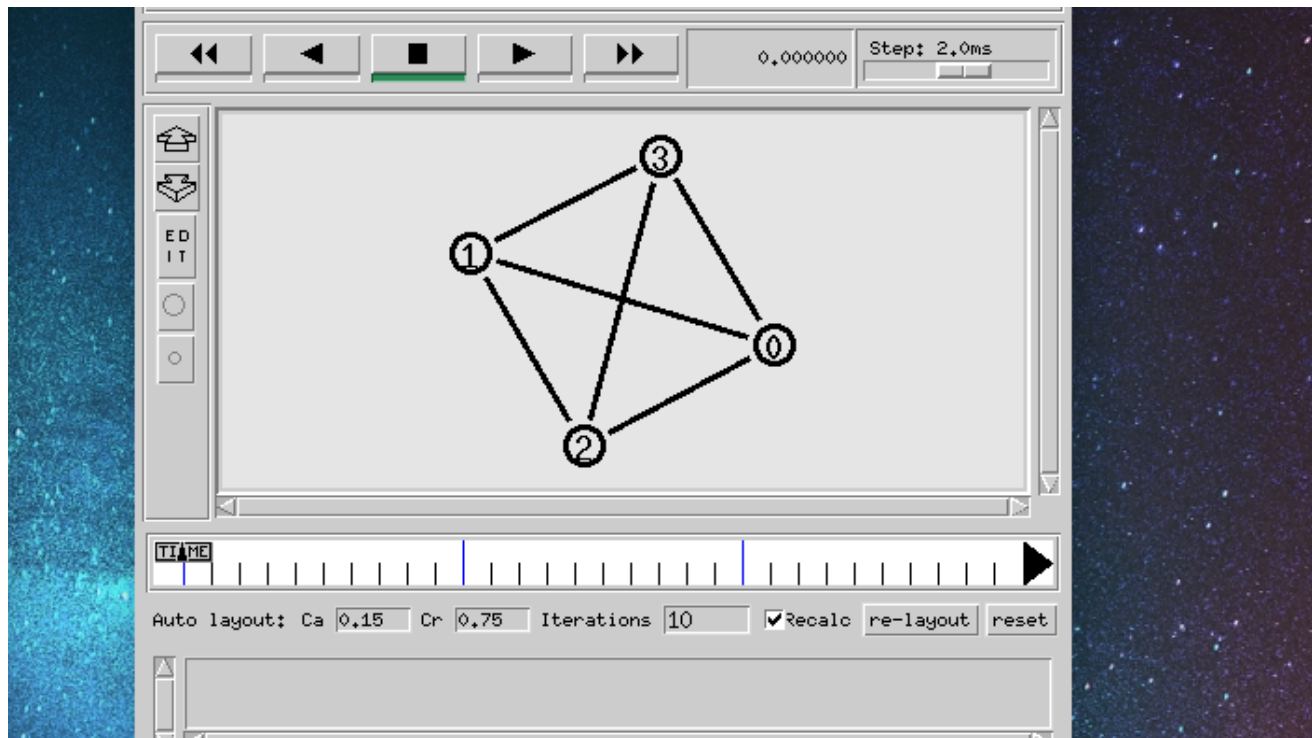 0.000000
Step: 2.0ms
3
ED
IT
1
0
2
TIME
Auto layout: Ca 0.15 Cr 0.75 Iterations 10 Recalc re-layout reset